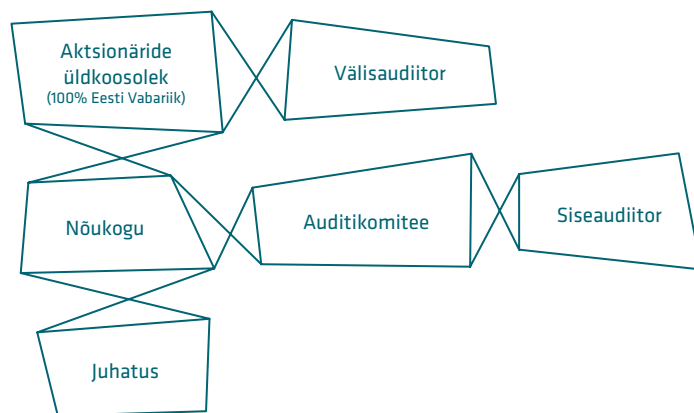 Aktsionäride
üldkoosolek
(100% Eesti Vabariik)
Välisaudiitor
Nõukogu
Auditikomitee
Siseaudiitor
Juhatus